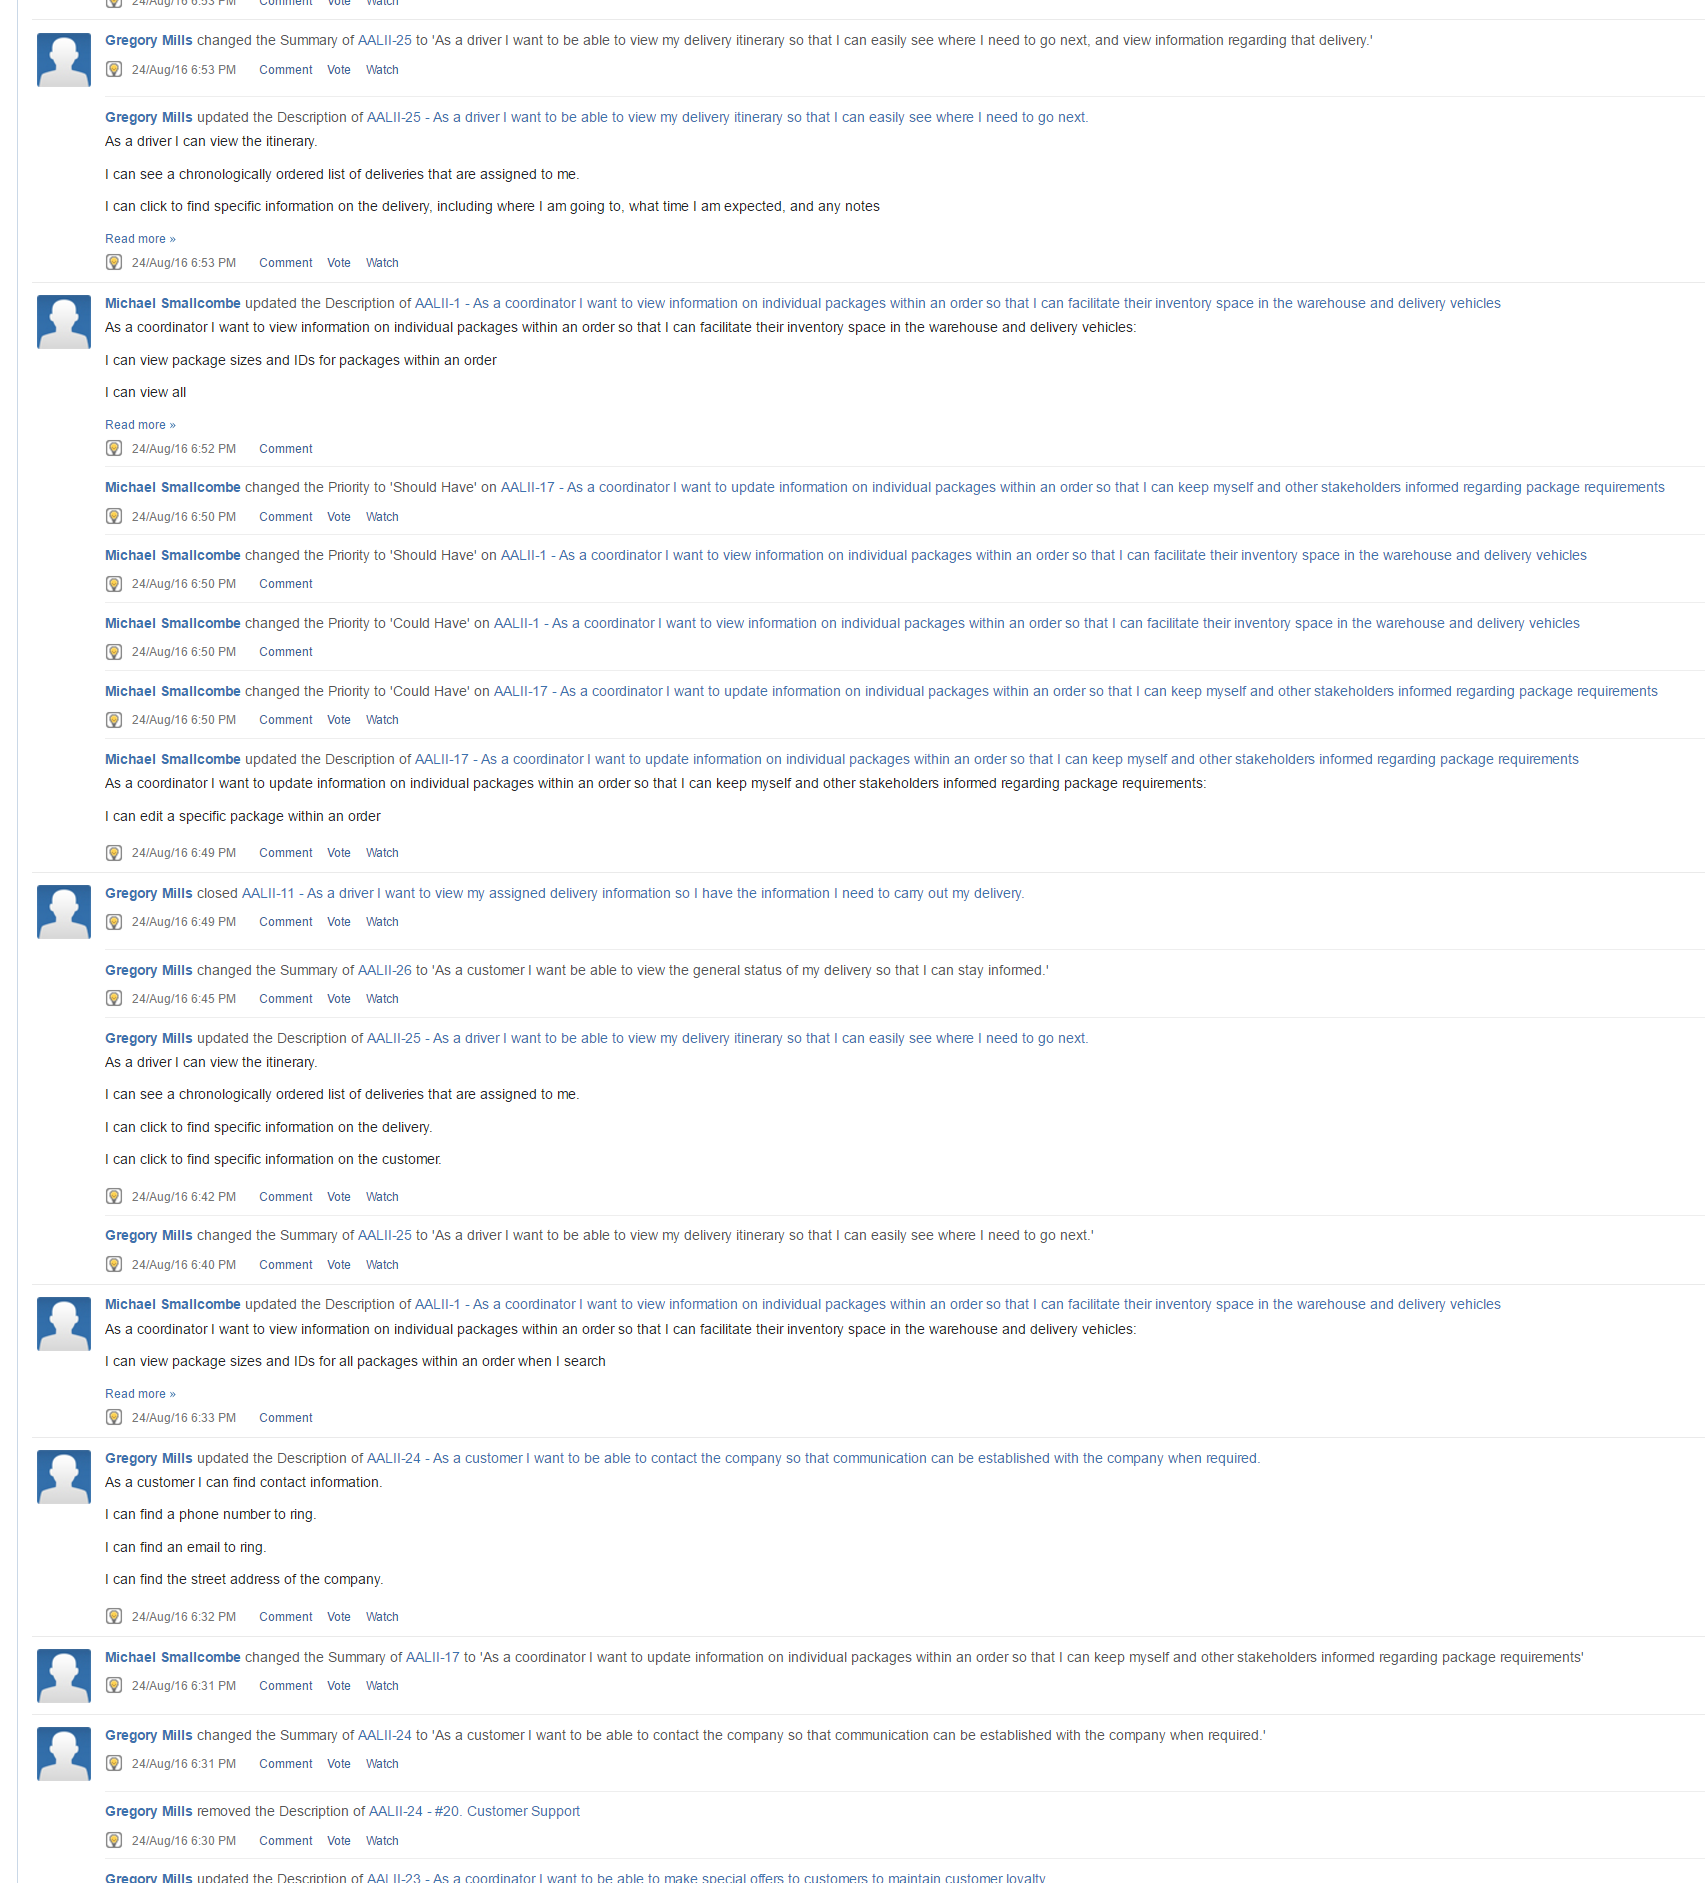 24/Aug/16 6:53 PM Comment Vote Watch
Gregory Mills changed the Summary of AALII-25 to 'As a driver I want to be able to view my delivery itinerary so that I can easily see where I need to go next, and view information regarding that delivery.'
24/Aug/16 6:53 PM Comment Vote Watch
Gregory Mills updated the Description of AALII-25 - As a driver I want to be able to view my delivery itinerary so that I can easily see where I need to go next.
As a driver I can view the itinerary.
I can see a chronologically ordered list of deliveries that are assigned to me.
I can click to find specific information on the delivery, including where I am going to, what time I am expected, and any notes
Read more »
24/Aug/16 6:53 PM Comment Vote Watch
Michael Smallcombe updated the Description of AALII-1 - As a coordinator I want to view information on individual packages within an order so that I can facilitate their inventory space in the warehouse and delivery vehicles
As a coordinator I want to view information on individual packages within an order so that I can facilitate their inventory space in the warehouse and delivery vehicles:
I can view package sizes and IDs for packages within an order
I can view all
Read more »
24/Aug/16 6:52 PM Comment
Michael Smallcombe changed the Priority to 'Should Have' on AALII-17 - As a coordinator I want to update information on individual packages within an order so that I can keep myself and other stakeholders informed regarding package requirements
24/Aug/16 6:50 PM Comment Vote Watch
Michael Smallcombe changed the Priority to 'Should Have' on AALII-1 - As a coordinator I want to view information on individual packages within an order so that I can facilitate their inventory space in the warehouse and delivery vehicles
24/Aug/16 6:50 PM Comment
Michael Smallcombe changed the Priority to 'Could Have' on AALII-1 - As a coordinator I want to view information on individual packages within an order so that I can facilitate their inventory space in the warehouse and delivery vehicles
24/Aug/16 6:50 PM Comment
Michael Smallcombe changed the Priority to 'Could Have' on AALII-17 - As a coordinator I want to update information on individual packages within an order so that I can keep myself and other stakeholders informed regarding package requirements
24/Aug/16 6:50 PM Comment Vote Watch
Michael Smallcombe updated the Description of AALII-17 - As a coordinator I want to update information on individual packages within an order so that I can keep myself and other stakeholders informed regarding package requirements
As a coordinator I want to update information on individual packages within an order so that I can keep myself and other stakeholders informed regarding package requirements:
I can edit a specific package within an order
24/Aug/16 6:49 PM Comment Vote Watch
Gregory Mills closed AALII-11 - As a driver I want to view my assigned delivery information so I have the information I need to carry out my delivery.
24/Aug/16 6:49 PM Comment Vote Watch
Gregory Mills changed the Summary of AALII-26 to 'As a customer I want be able to view the general status of my delivery so that I can stay informed.'
24/Aug/16 6:45 PM Comment Vote Watch
Gregory Mills updated the Description of AALII-25 - As a driver I want to be able to view my delivery itinerary so that I can easily see where I need to go next.
As a driver I can view the itinerary.
I can see a chronologically ordered list of deliveries that are assigned to me.
I can click to find specific information on the delivery.
I can click to find specific information on the customer.
24/Aug/16 6:42 PM Comment Vote Watch
Gregory Mills changed the Summary of AALII-25 to 'As a driver I want to be able to view my delivery itinerary so that I can easily see where I need to go next.'
24/Aug/16 6:40 PM Comment Vote Watch
Michael Smallcombe updated the Description of AALII-1 - As a coordinator I want to view information on individual packages within an order so that I can facilitate their inventory space in the warehouse and delivery vehicles
As a coordinator I want to view information on individual packages within an order so that I can facilitate their inventory space in the warehouse and delivery vehicles:
I can view package sizes and IDs for all packages within an order when I search
Read more »
24/Aug/16 6:33 PM Comment
Gregory Mills updated the Description of AALII-24 - As a customer I want to be able to contact the company so that communication can be established with the company when required.
As a customer I can find contact information.
I can find a phone number to ring.
I can find an email to ring.
I can find the street address of the company.
24/Aug/16 6:32 PM Comment Vote Watch
Michael Smallcombe changed the Summary of AALII-17 to 'As a coordinator I want to update information on individual packages within an order so that I can keep myself and other stakeholders informed regarding package requirements'
24/Aug/16 6:31 PM Comment Vote Watch
Gregory Mills changed the Summary of AALII-24 to 'As a customer I want to be able to contact the company so that communication can be established with the company when required.'
24/Aug/16 6:31 PM Comment Vote Watch
Gregory Mills removed the Description of AALII-24 - #20. Customer Support
24/Aug/16 6:30 PM Comment Vote Watch
Gregory Mills updated the Description of AALII-23 - As a coordinator I want to be able to make special offers to customers to maintain customer loyalty